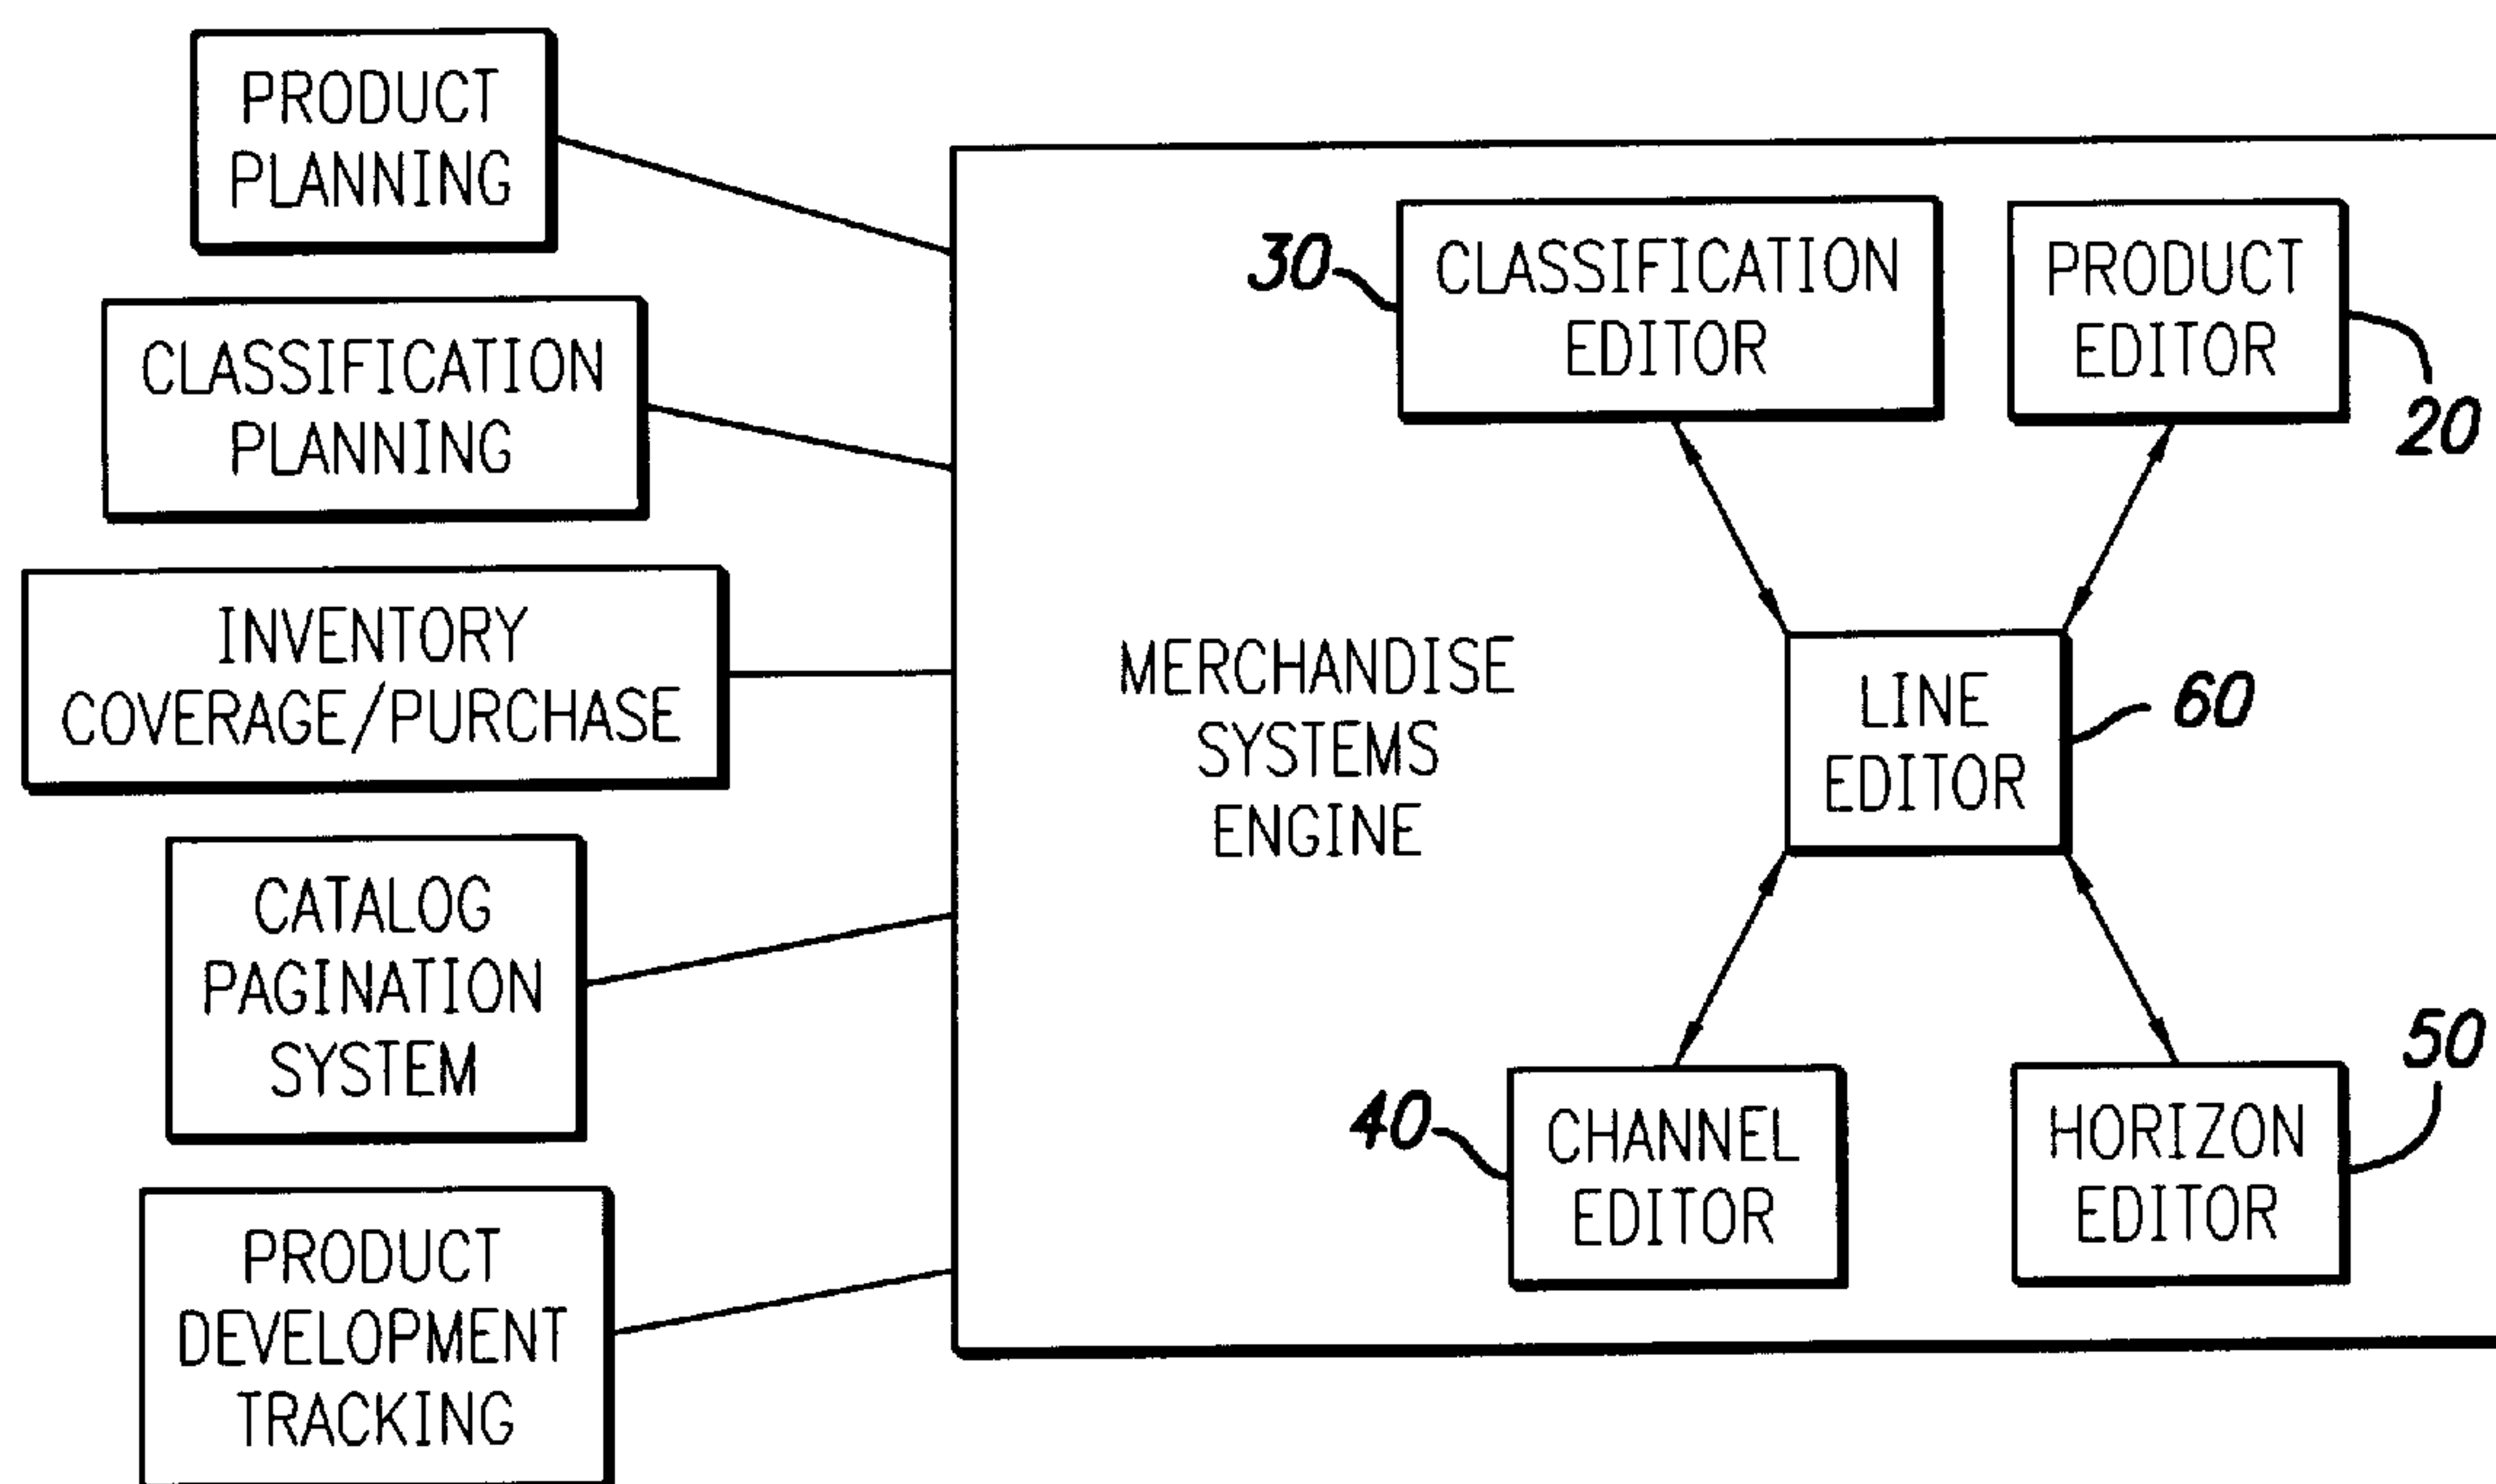 PRODUCT
PLANNING
CLASSIFICATION
PLANNING
INVENTORY
COVERAGE/PURCHASE
CATALOG
PAGINATION
SYSTEM
PRODUCT
DEVELOPMENT
TRACKING
MERCHANDISE
SYSTEMS
ENGINE
30
CLASSIFICATION
EDITOR
PRODUCT
EDITOR
20
LINE
EDITOR
60
40
CHANNEL
EDITOR
HORIZON
EDITOR
50